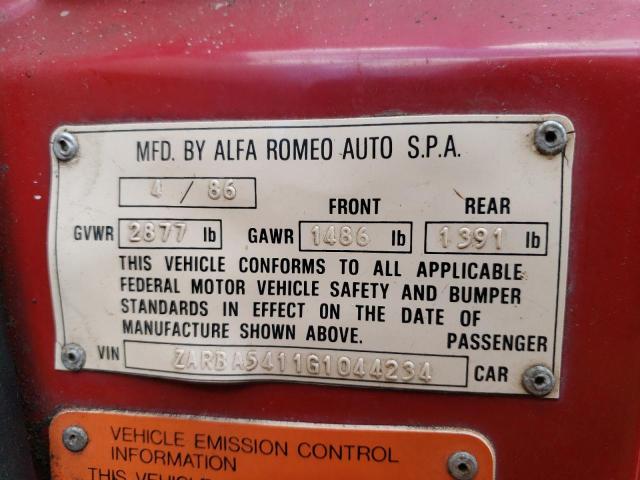 MFD. BY ALFA ROMEO AUTO S.P.A.
4 / 86
FRONT REAR
GVWR 2877 lb GAWR 1486 lb 1391 lb
THIS VEHICLE CONFORMS TO ALL APPLICABLE
FEDERAL MOTOR VEHICLE SAFETY AND BUMPER
STANDARDS IN EFFECT ON THE DATE OF
MANUFACTURE SHOWN ABOVE. PASSENGER
VIN ZARBA5411G1044234 CAR
VEHICLE EMISSION CONTROL
INFORMATION
THIS VEHICLE